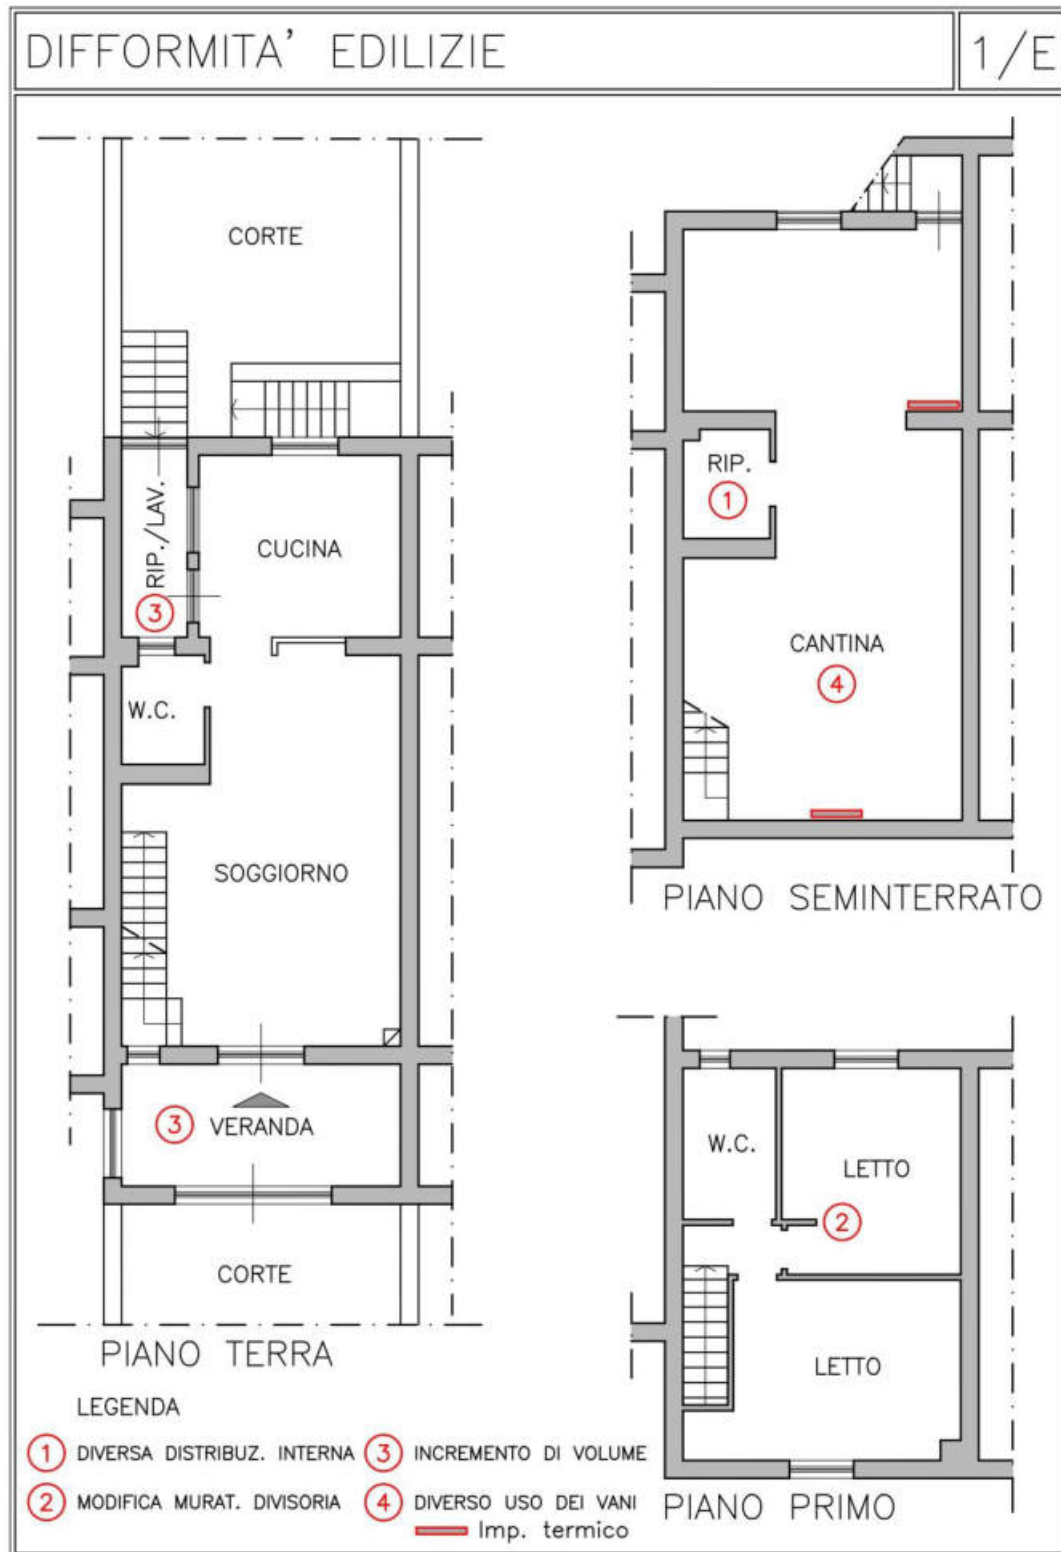 DIFFORMITA' EDILIZIE
1/E
CORTE
RIP./LAV.
3
CUCINA
W.C.
SOGGIORNO
3
VERANDA
CORTE
PIANO TERRA
RIP.
1
CANTINA
4
PIANO SEMINTERRATO
W.C.
LETTO
2
LETTO
PIANO PRIMO
LEGENDA
1 DIVERSA DISTRIBUZ. INTERNA
2 MODIFICA MURAT. DIVISORIA
3 INCREMENTO DI VOLUME
4 DIVERSO USO DEI VANI
Imp. termico